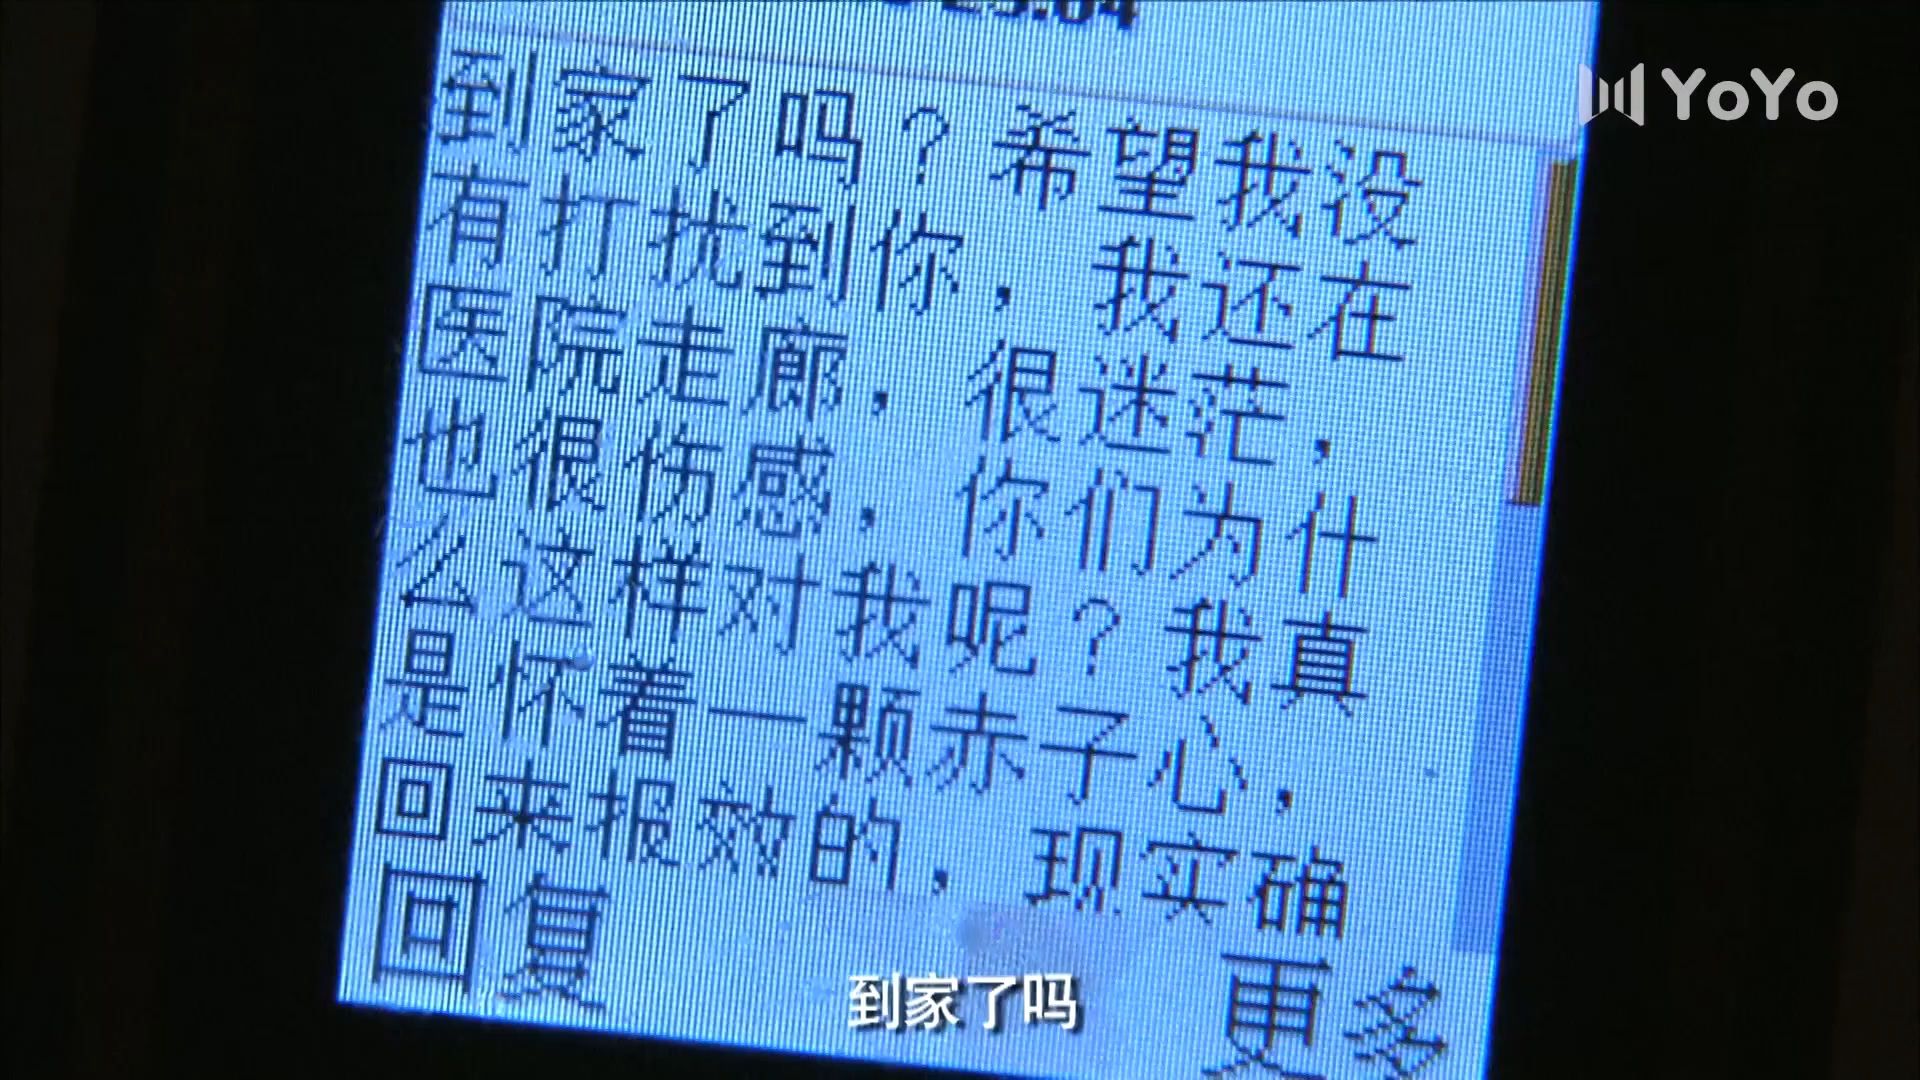 YoYo
到家了吗？希望我没
有打扰到你，我还在
医院走廊，很迷茫，
也很伤感，你们为什
么这样对我呢？我真
是怀着一颗赤子心，
回来报效的，现实确
回复 更多
到家了吗